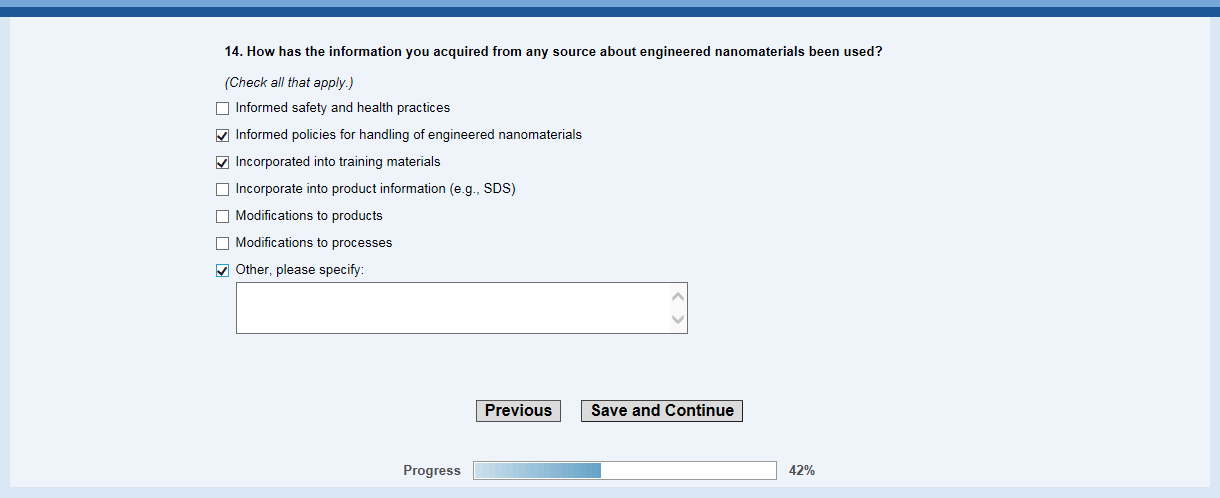 14. How has the information you acquired from any source about engineered nanomaterials been used?
(Check all that apply.)
Informed safety and health practices
Informed policies for handling of engineered nanomaterials
Incorporated into training materials
Incorporate into product information (e.g., SDS)
Modifications to products
Modifications to processes
Other, please specify:
Previous Save and Continue
Progress 42%